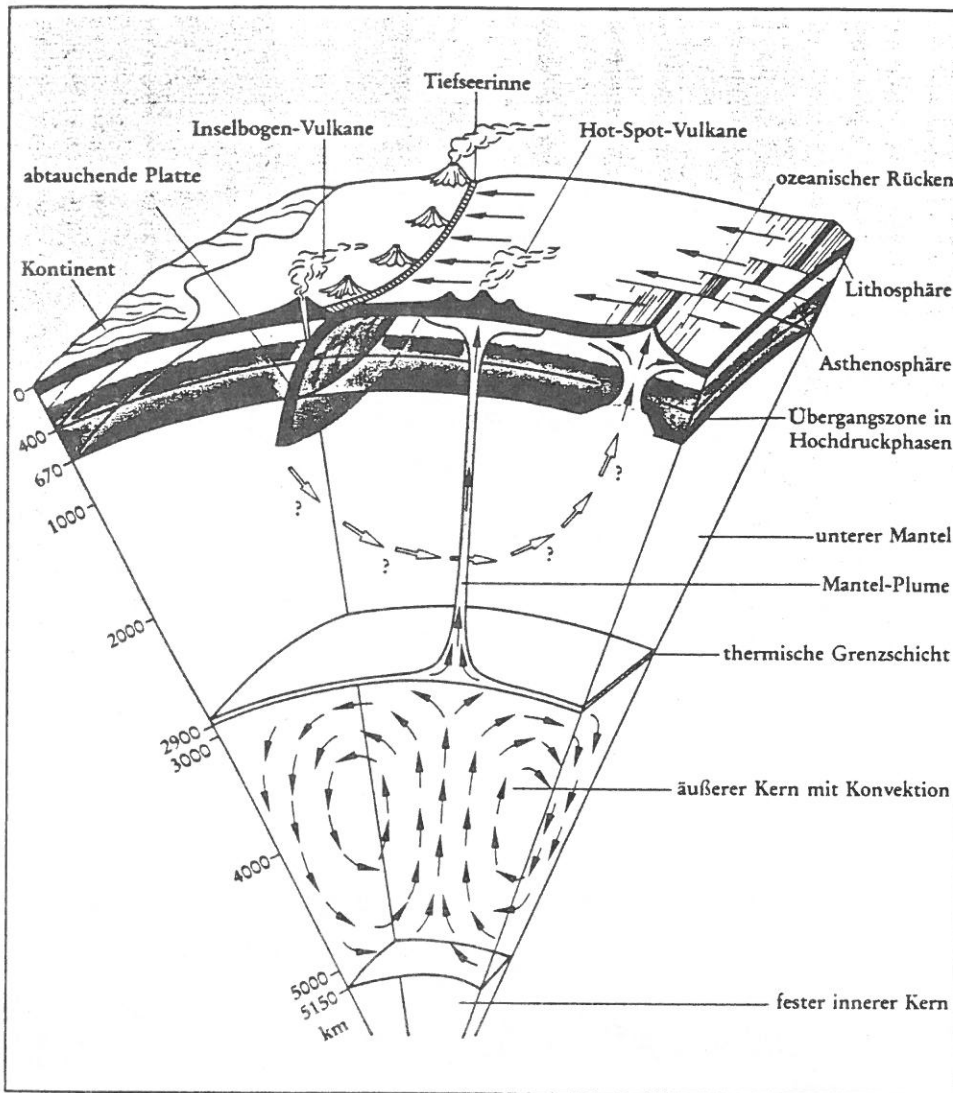 Tiefseerinne
Inselbogen-Vulkane
Hot-Spot-Vulkane
abtauchende Platte
ozeanischer Rücken
Kontinent
Lithosphäre
Asthenosphäre
Übergangszone in
Hochdruckphasen
unterer Mantel
Mantel-Plume
thermische Grenzschicht
äußerer Kern mit Konvektion
fester innerer Kern
0
400
670
1000
2000
2900
3000
4000
5000
5150
km
?
?
?
?